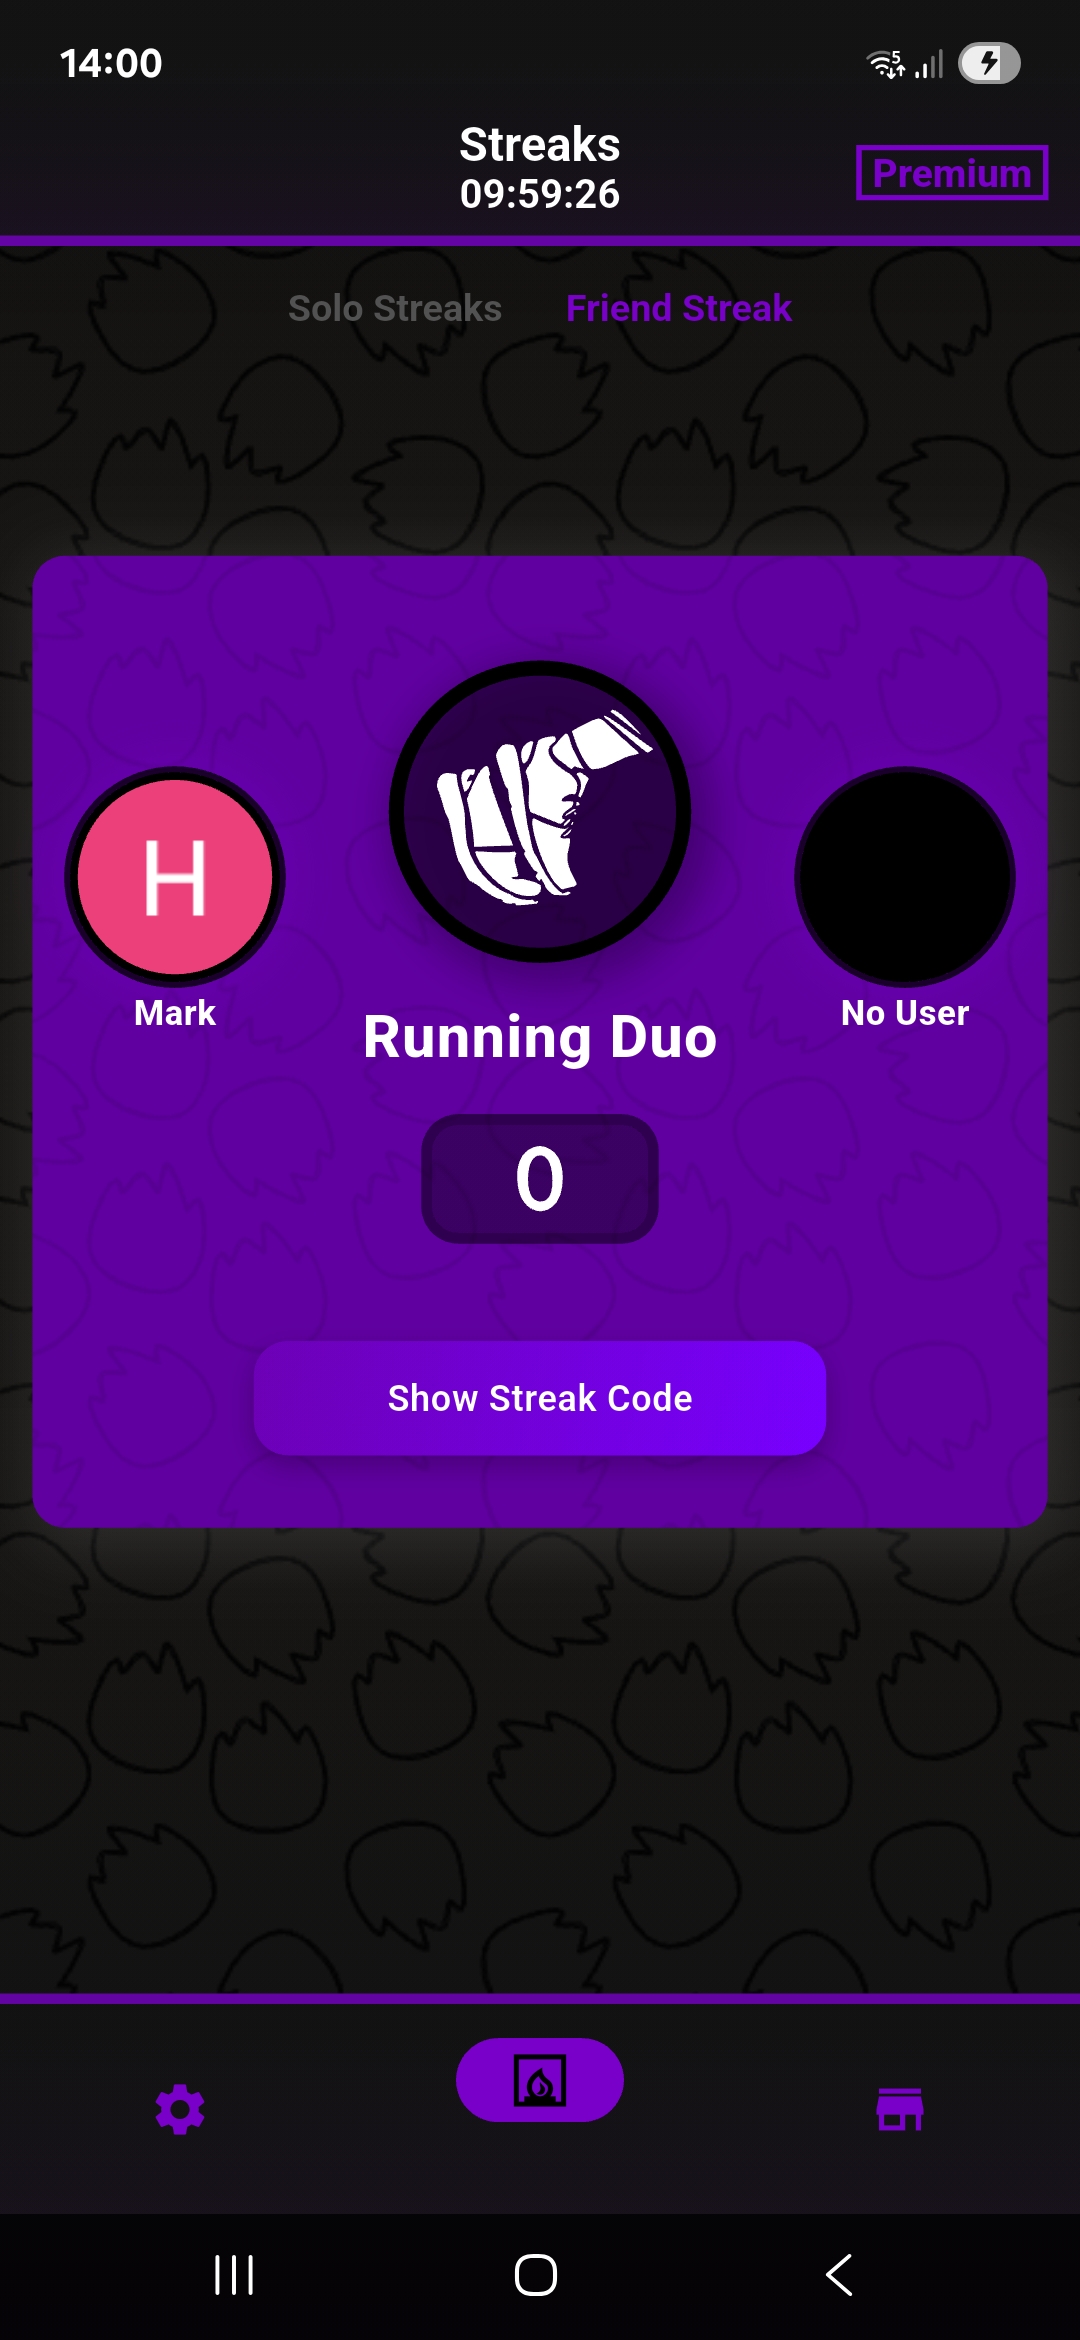 14:00
5
Streaks
09:59:26
Premium
Solo Streaks
Friend Streak
H
Mark
No User
Running Duo
0
Show Streak Code